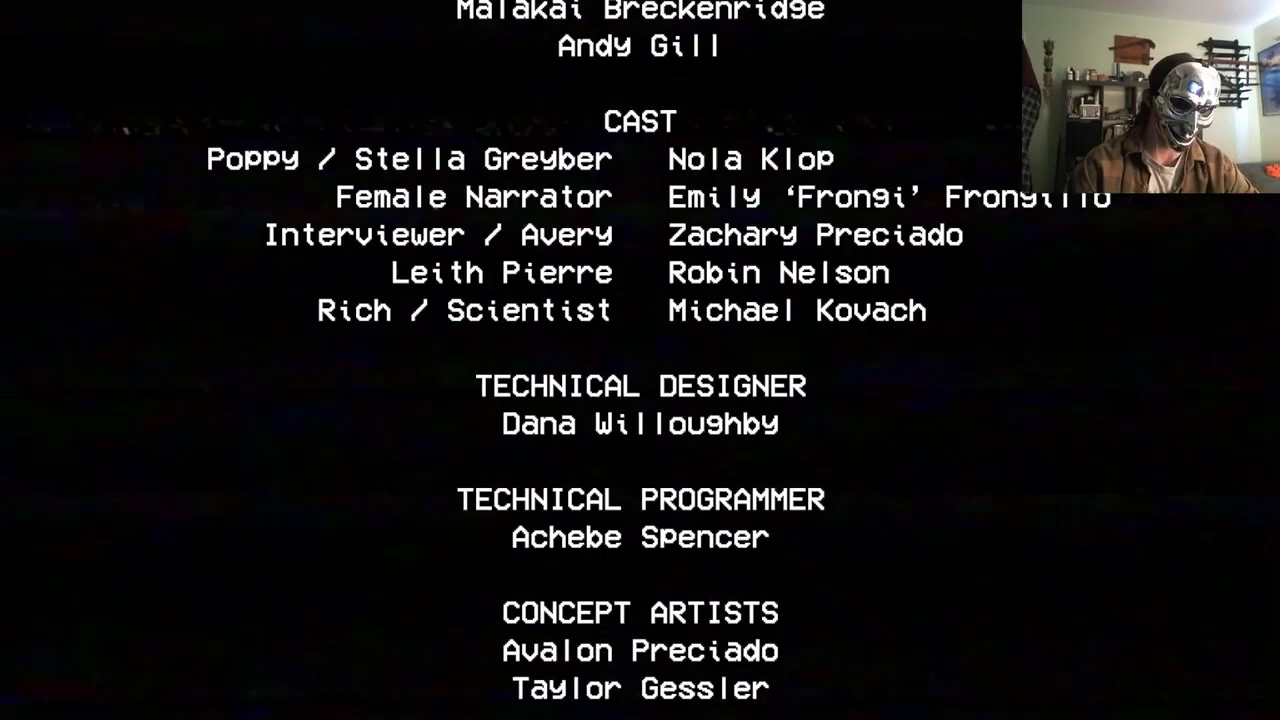 Malakai Breckenridge
Andy Gill
CAST
Poppy / Stella Greyber Nola Klop
Female Narrator Emily ‘Frongi’ Frongillo
Interviewer / Avery Zachary Preciado
Leith Pierre Robin Nelson
Rich / Scientist Michael Kovach
TECHNICAL DESIGNER
Dana Willoughby
TECHNICAL PROGRAMMER
Achebe Spencer
CONCEPT ARTISTS
Avalon Preciado
Taylor Gessler